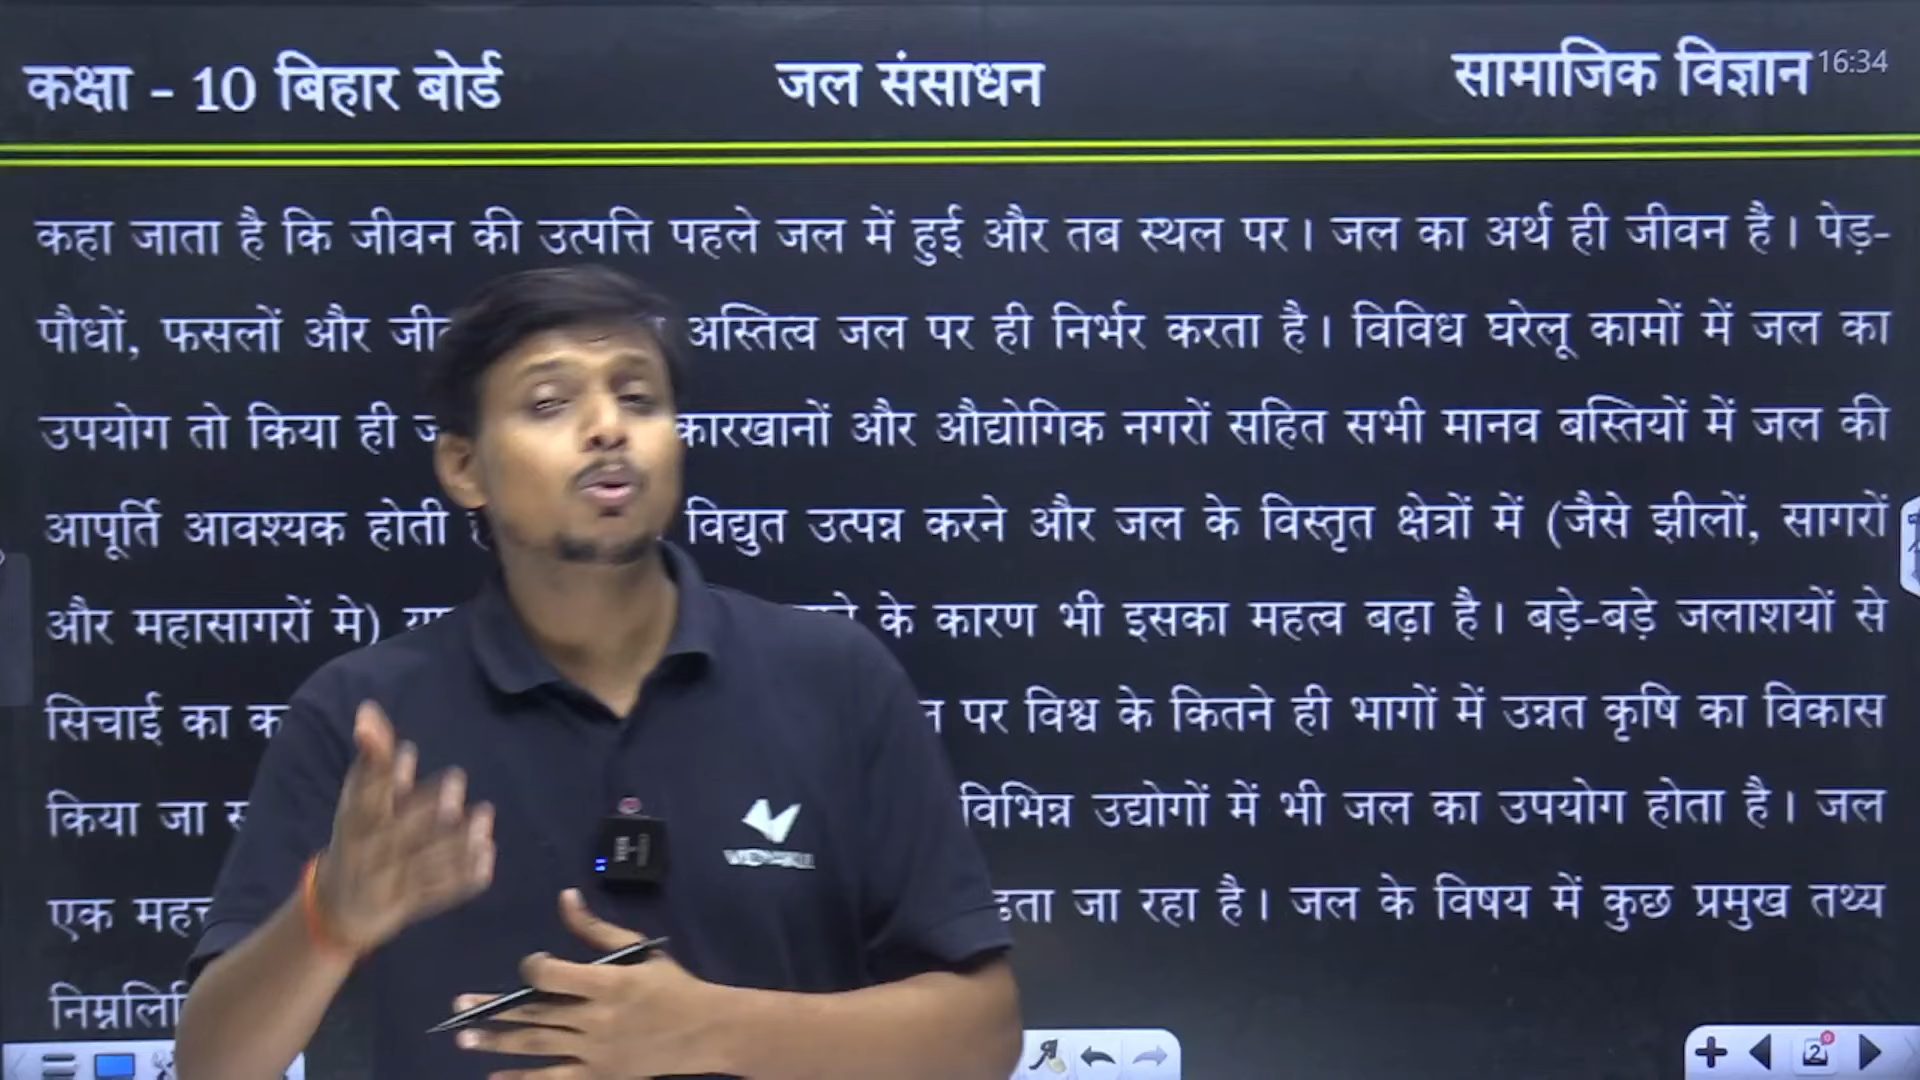 कक्षा - 10 बिहार बोर्ड जल संसाधन सामाजिक विज्ञान 16:34
कहा जाता है कि जीवन की उत्पत्ति पहले जल में हुई और तब स्थल पर। जल का अर्थ ही जीवन है। पेड़-
पौधों, फसलों और अस्तित्व जल पर ही निर्भर करता है। विविध घरेलू कामों में जल का
उपयोग तो किया ही कारखानों और औद्योगिक नगरों सहित सभी मानव बस्तियों में जल की
आपूर्ति आवश्यक होती विद्युत उत्पन्न करने और जल के विस्तृत क्षेत्रों में (जैसे झीलों, सागरों
और महासागरों मे) के कारण भी इसका महत्व बढ़ा है। बड़े-बड़े जलाशयों से
सिचाई का पर विश्व के कितने ही भागों में उन्नत कृषि का विकास
किया जा विभिन्न उद्योगों में भी जल का उपयोग होता है। जल
एक जा रहा है। जल के विषय में कुछ प्रमुख तथ्य
2